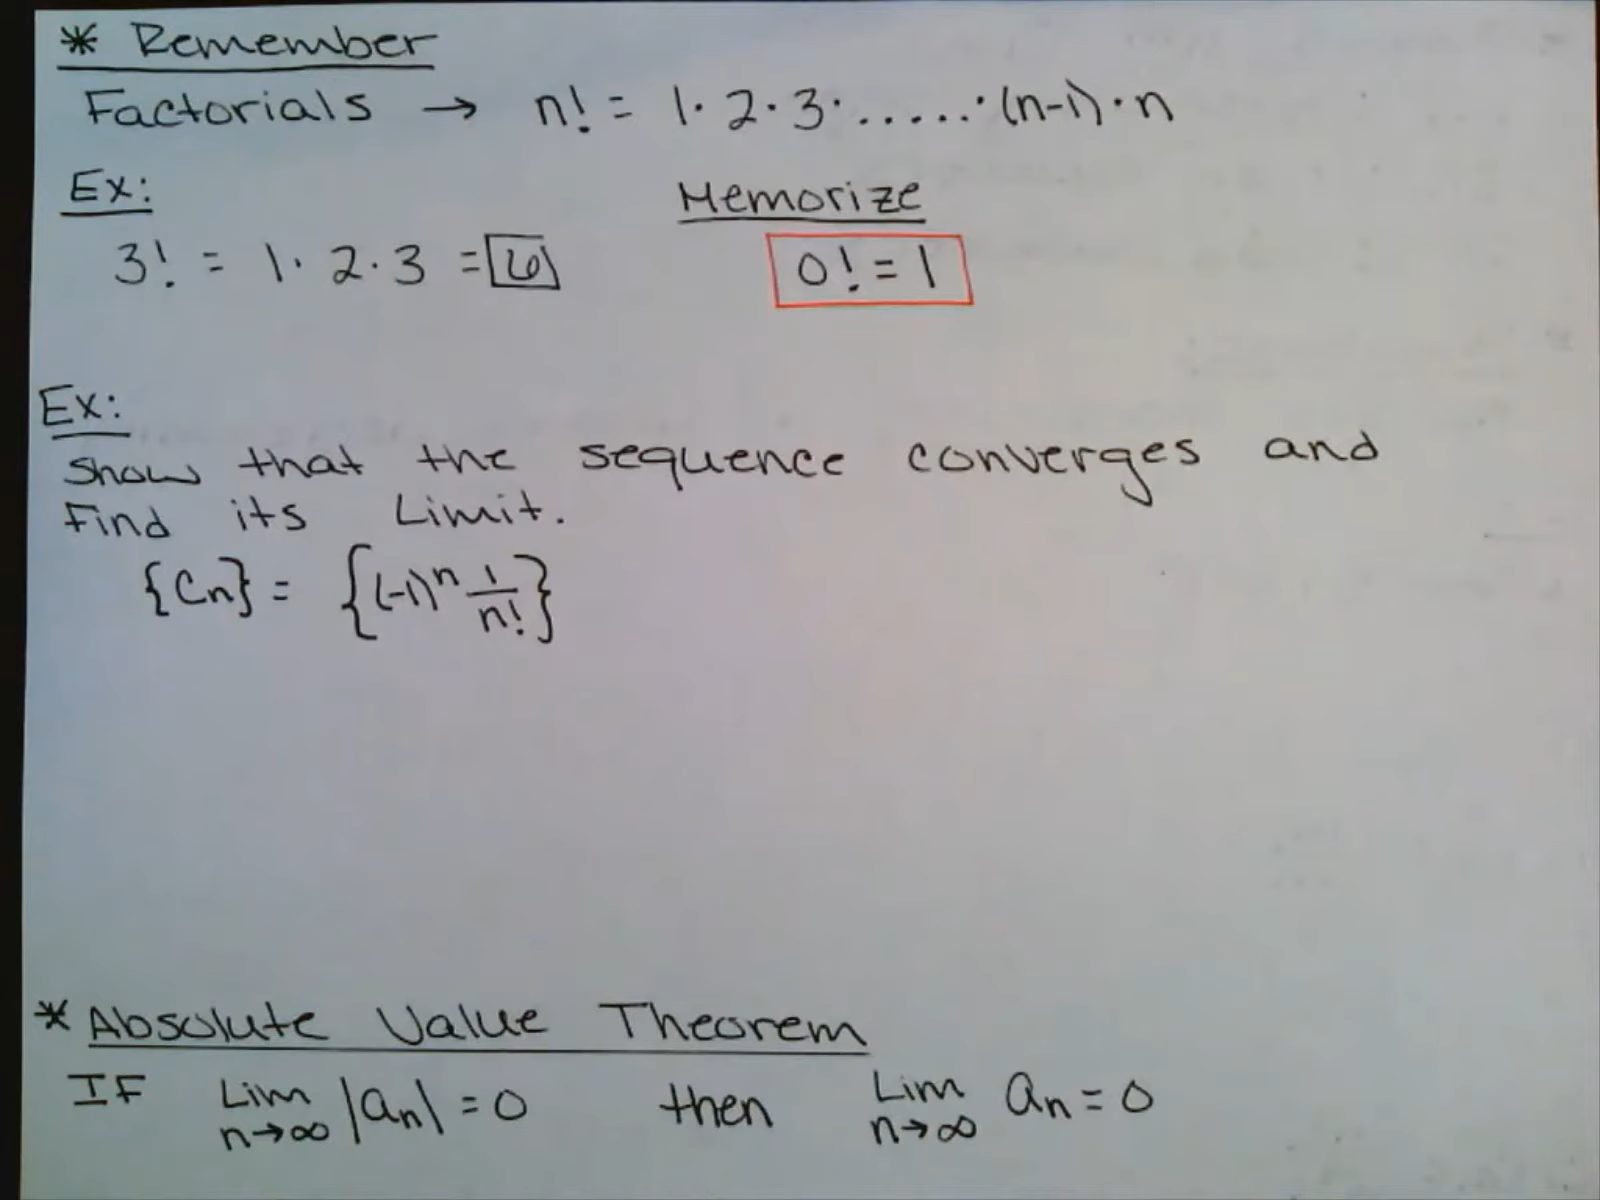 * Remember
Factorials → n! = 1·2·3·.....·(n-1)·n
Ex:
3! = 1·2·3 = 6
Memorize
0! = 1
Ex:
Show that the sequence converges and
Find its Limit.
{Cn} = {(-1)^n 1/n!}
* Absolute Value Theorem
IF Lim n→∞ |an| = 0 then Lim n→∞ an = 0